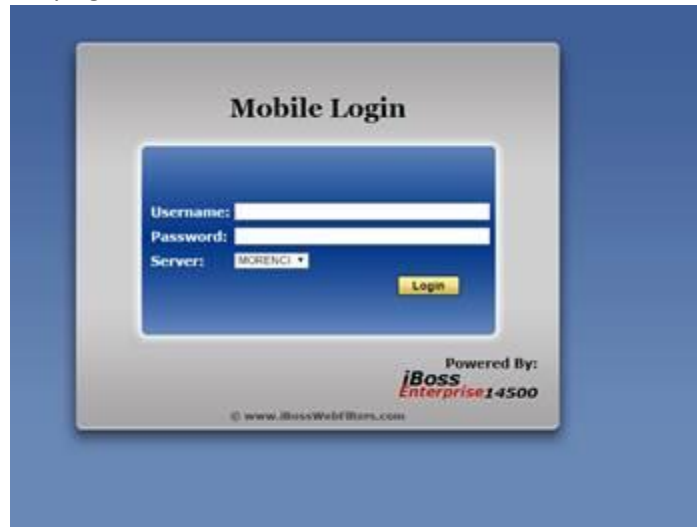 Mobile Login
Username:
Password:
Server: MORENCI
Login
Powered By:
iBoss
Enterprise14500
© www.iBossWebFilters.com